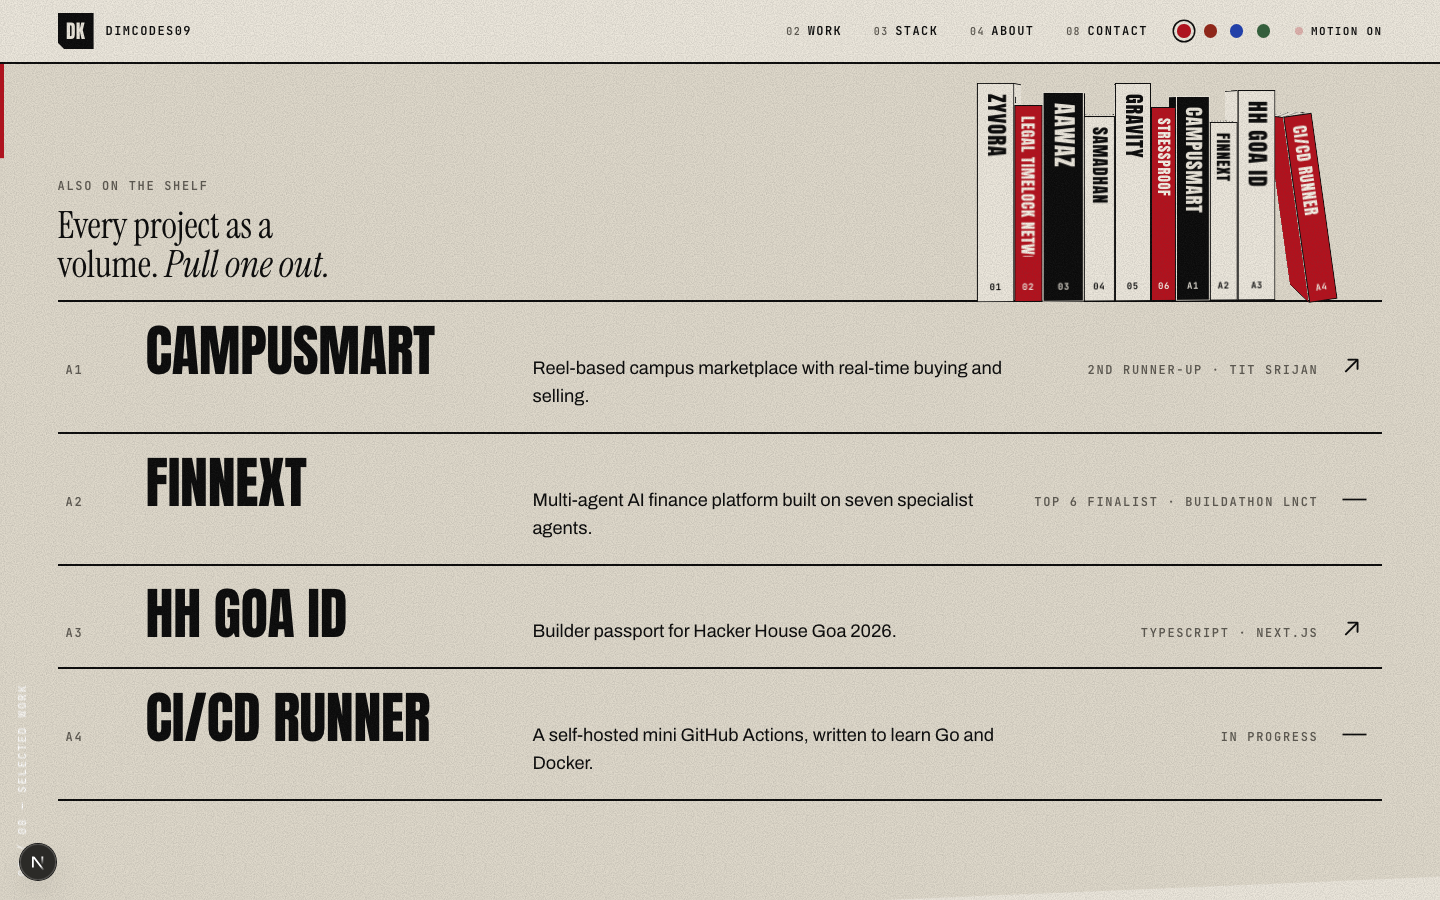 DK DIMCODES09
02 WORK 03 STACK 04 ABOUT 08 CONTACT MOTION ON
ZYVORA 01
LEGAL TIMELOCK NETW 02
AAWAZ 03
SAMADHAN 04
GRAVITY 05
STRESSPROOF 06
CAMPUSMART A1
FINNEXT A2
HH GOA ID A3
CI/CD RUNNER A4
ALSO ON THE SHELF
Every project as a
volume. Pull one out.
A1 CAMPUSMART Reel-based campus marketplace with real-time buying and
selling.
2ND RUNNER-UP · TIT SRIJAN
A2 FINNEXT Multi-agent AI finance platform built on seven specialist
agents.
TOP 6 FINALIST · BUILDATHON LNCT
A3 HH GOA ID Builder passport for Hacker House Goa 2026.
TYPESCRIPT · NEXT.JS
A4 CI/CD RUNNER A self-hosted mini GitHub Actions, written to learn Go and
Docker.
IN PROGRESS
08 — SELECTED WORK
N